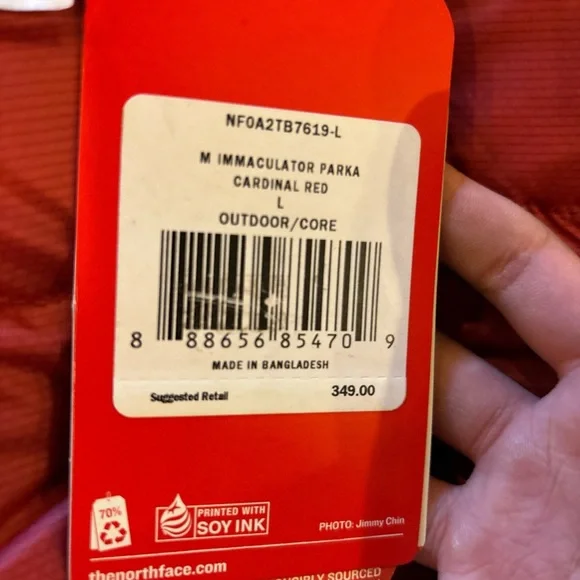 NF0A2TB7619-L
M IMMACULATOR PARKA
CARDINAL RED
L
OUTDOOR/CORE
8 88656 85470 9
MADE IN BANGLADESH
Suggested Retail 349.00
70%
PRINTED WITH
SOY INK
PHOTO: Jimmy Chin
thenorthface.com
SOURCED